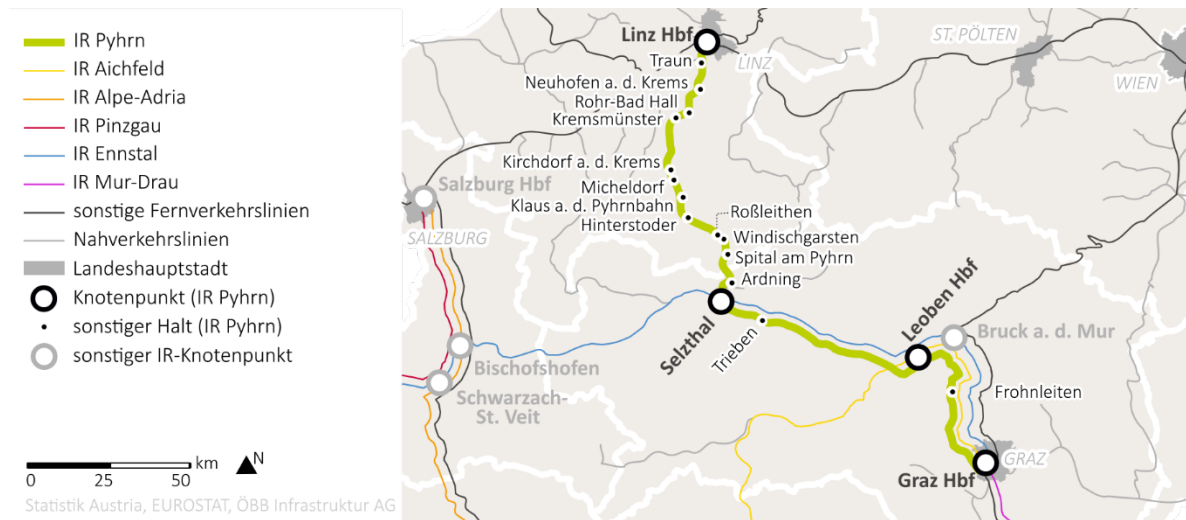 IR Pyhrn
IR Aichfeld
IR Alpe-Adria
IR Pinzgau
IR Ennstal
IR Mur-Drau
sonstige Fernverkehrslinien
Nahverkehrslinien
Landeshauptstadt
Knotenpunkt (IR Pyhrn)
sonstiger Halt (IR Pyhrn)
sonstiger IR-Knotenpunkt
km
N
0
25
50
Statistik Austria, EUROSTAT, ÖBB Infrastruktur AG
Linz Hbf
LINZ
ST. PÖLTEN
WIEN
Traun
Neuhofen a. d. Krems
Rohr-Bad Hall
Kremsmünster
Kirchdorf a. d. Krems
Micheldorf
Klaus a. d. Pyhrnbahn
Hinterstoder
Roßleithen
Windischgarsten
Spital am Pyhrn
Ardning
Salzburg Hbf
SALZBURG
Bischofshofen
Schwarzach-
St. Veit
Selzthal
Trieben
Leoben Hbf
Bruck a. d. Mur
Frohnleiten
GRAZ
Graz Hbf